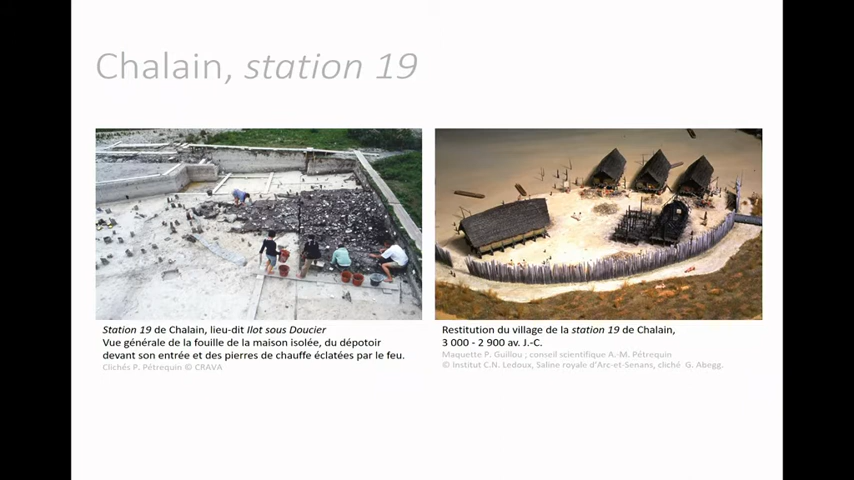 Chalain, station 19
Station 19 de Chalain, lieu-dit Ilot sous Doucier
Vue générale de la fouille de la maison isolée, du dépotoir
devant son entrée et des pierres de chauffe éclatées par le feu.
Clichés P. Pétrequin © CRAVA
Restitution du village de la station 19 de Chalain,
3 000 - 2 900 av. J.-C.
Maquette P. Guillou ; conseil scientifique A.-M. Pétrequin
© Institut C.N. Ledoux, Saline royale d'Arc-et-Senans, cliché G. Abegg.